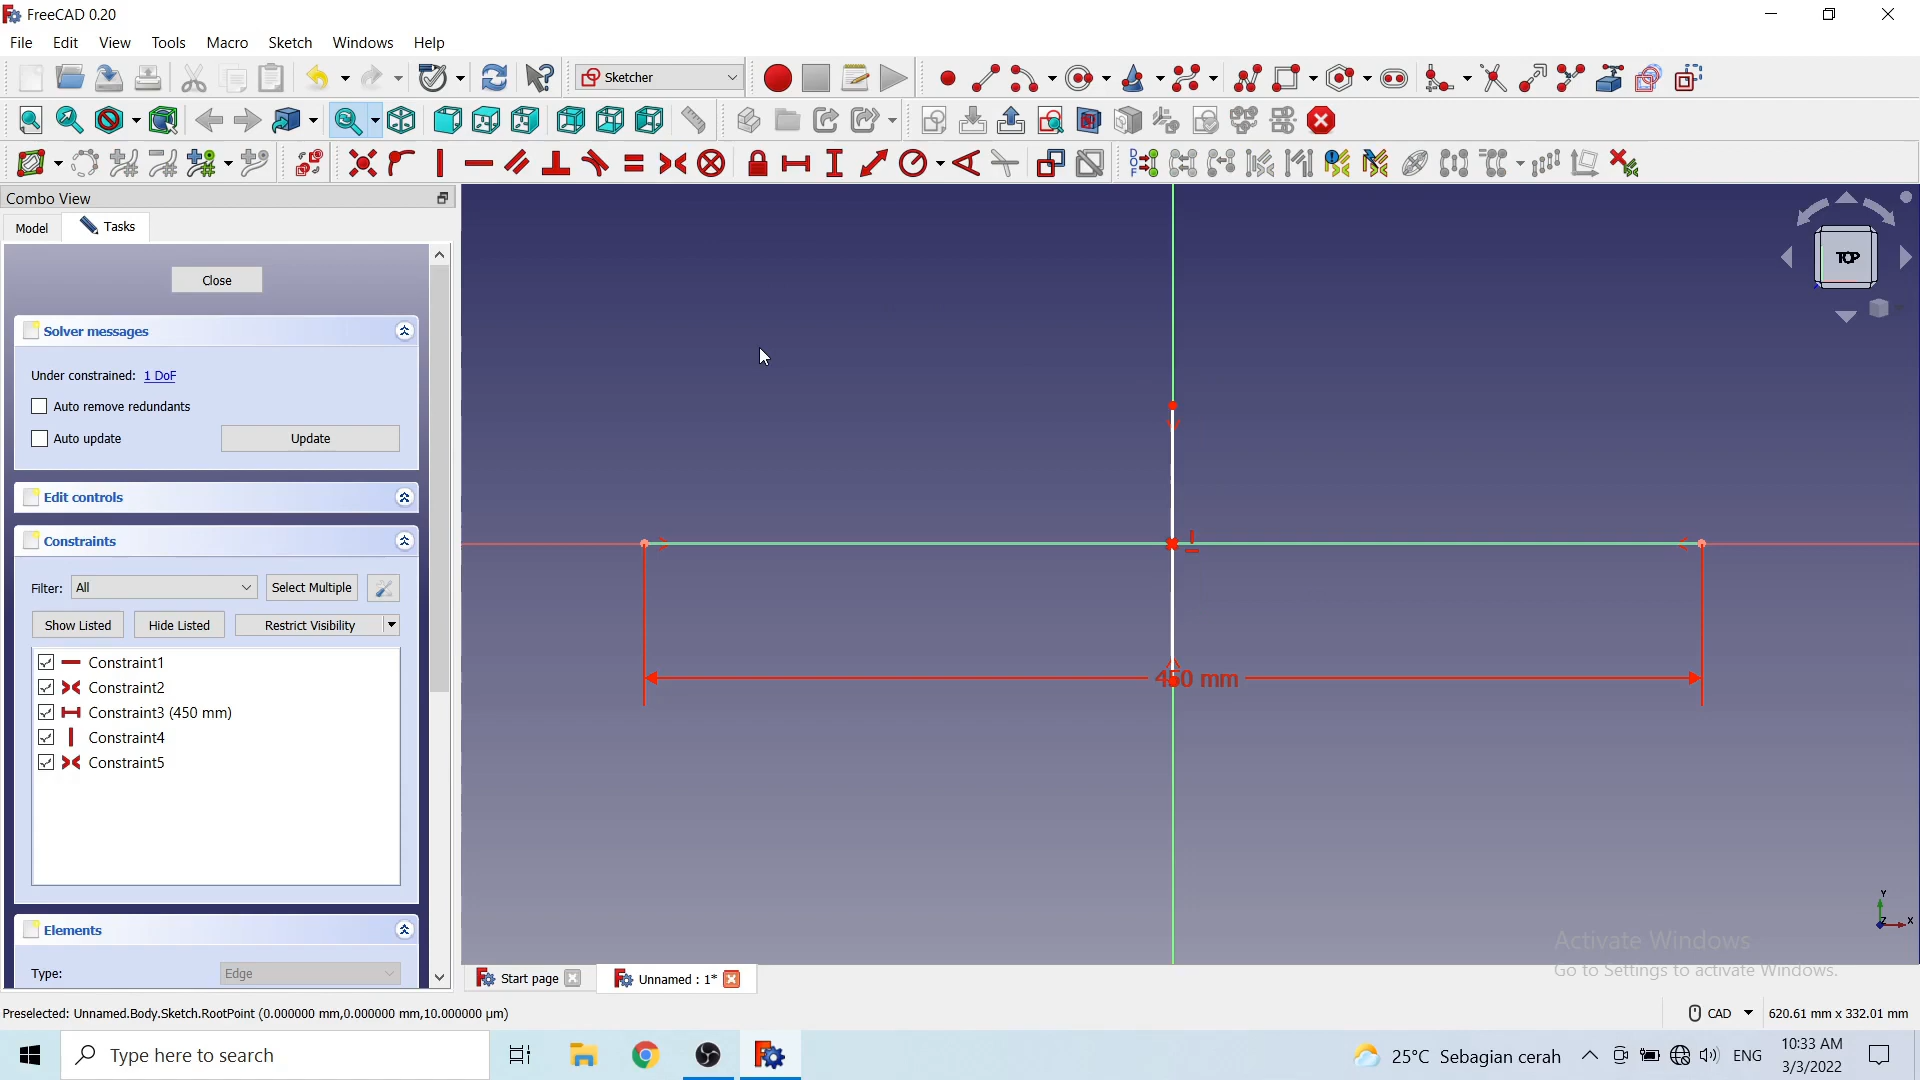 FreeCAD 0.20
File Edit View Tools Macro Sketch Windows Help
Sketcher
Combo View
Model Tasks
Close
Solver messages
Under constrained: 1 DoF
Auto remove redundants
Auto update Update
Edit controls
Constraints
Filter: All Select Multiple
Show Listed Hide Listed Restrict Visibility
Constraint1
Constraint2
Constraint3 (450 mm)
Constraint4
Constraint5
Elements
Type: Edge
TOP
450 mm
Y
Z X
Activate Windows
Go to Settings to activate Windows.
Start page Unnamed : 1*
Preselected: Unnamed.Body.Sketch.RootPoint (0.000000 mm,0.000000 mm,10.000000 µm)
CAD 620.61 mm x 332.01 mm
Type here to search
25°C Sebagian cerah ENG
10:33 AM
3/3/2022